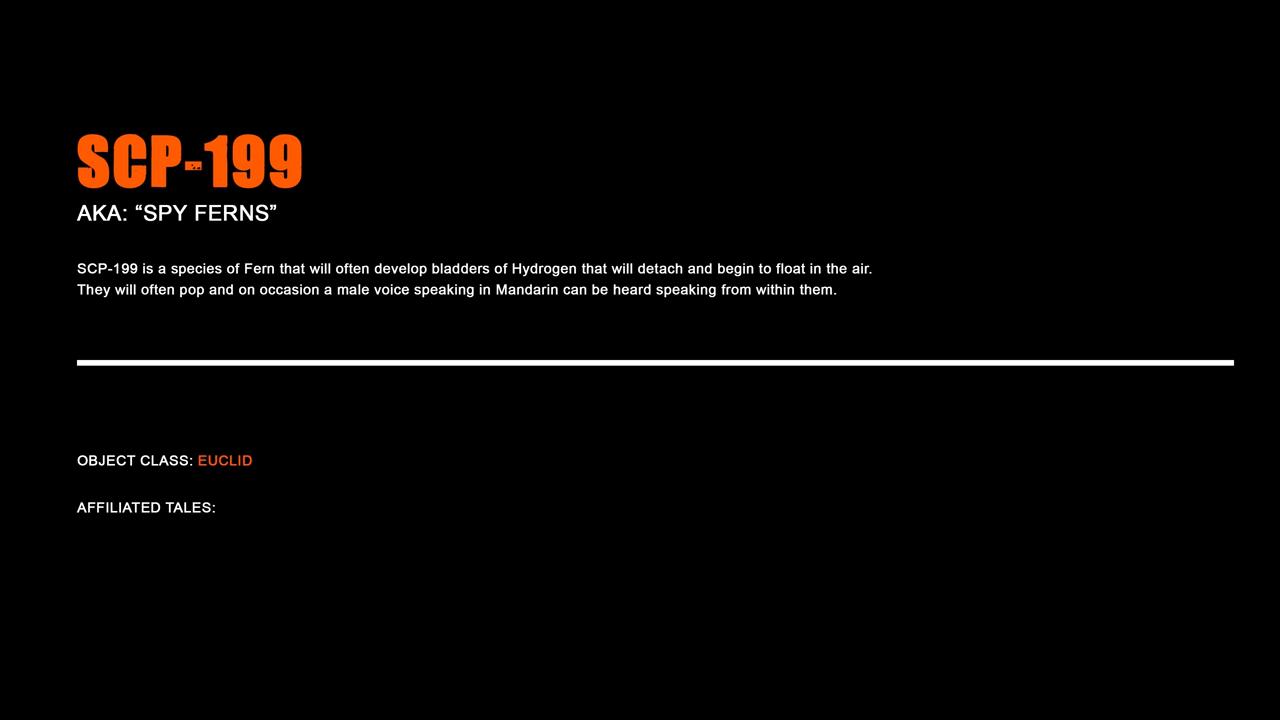 SCP-199
AKA: “SPY FERNS”
SCP-199 is a species of Fern that will often develop bladders of Hydrogen that will detach and begin to float in the air.
They will often pop and on occasion a male voice speaking in Mandarin can be heard speaking from within them.
OBJECT CLASS: EUCLID
AFFILIATED TALES: